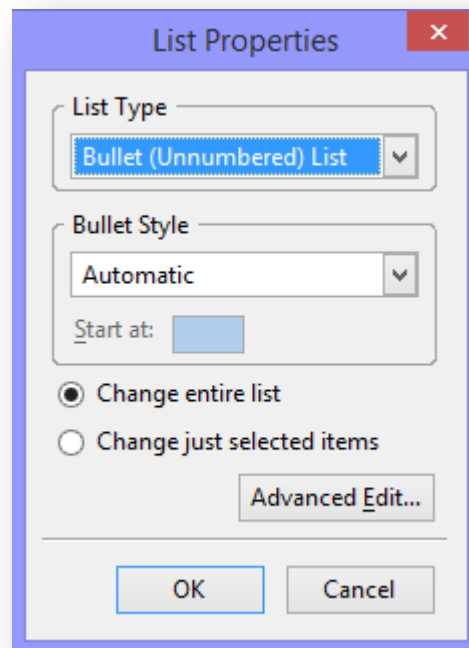 List Properties
List Type
Bullet (Unnumbered) List
Bullet Style
Automatic
Start at:
Change entire list
Change just selected items
Advanced Edit...
OK
Cancel